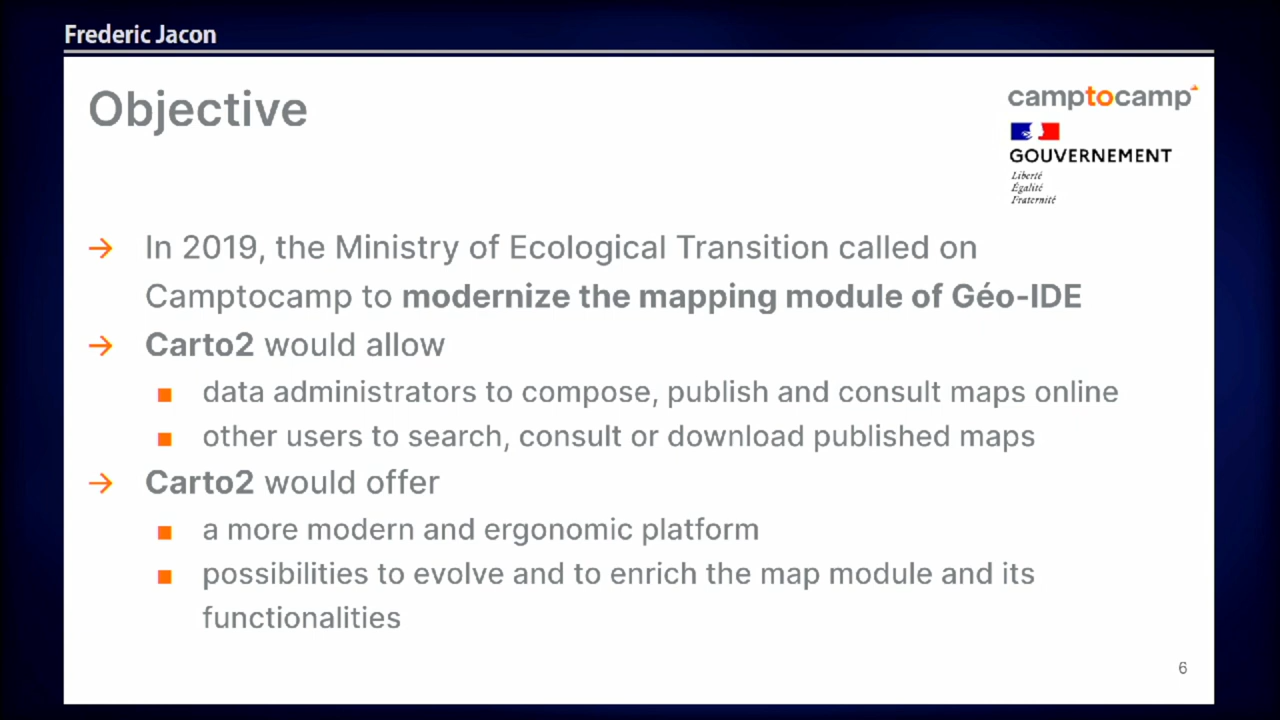 Frederic Jacon
Objective
camptocamp
GOUVERNEMENT
Liberté
Égalité
Fraternité
→ In 2019, the Ministry of Ecological Transition called on
Camptocamp to modernize the mapping module of Géo-IDE
→ Carto2 would allow
■ data administrators to compose, publish and consult maps online
■ other users to search, consult or download published maps
→ Carto2 would offer
■ a more modern and ergonomic platform
■ possibilities to evolve and to enrich the map module and its
functionalities
6